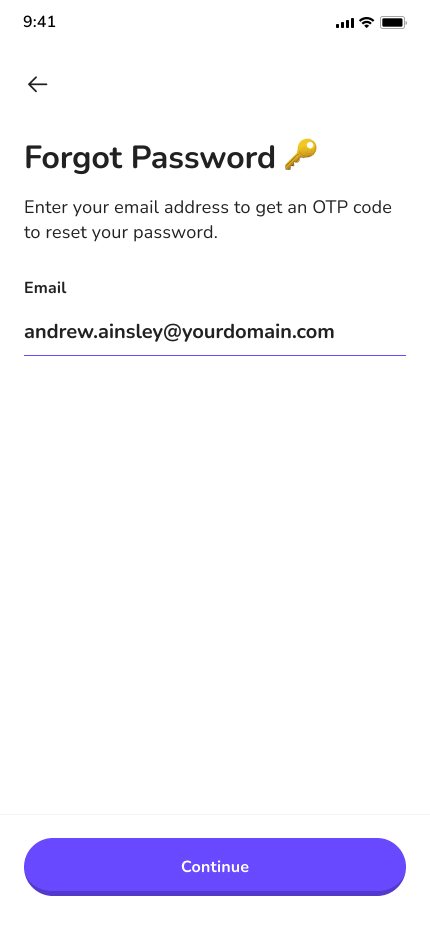 9:41
Forgot Password 🔑
Enter your email address to get an OTP code
to reset your password.
Email
andrew.ainsley@yourdomain.com
Continue